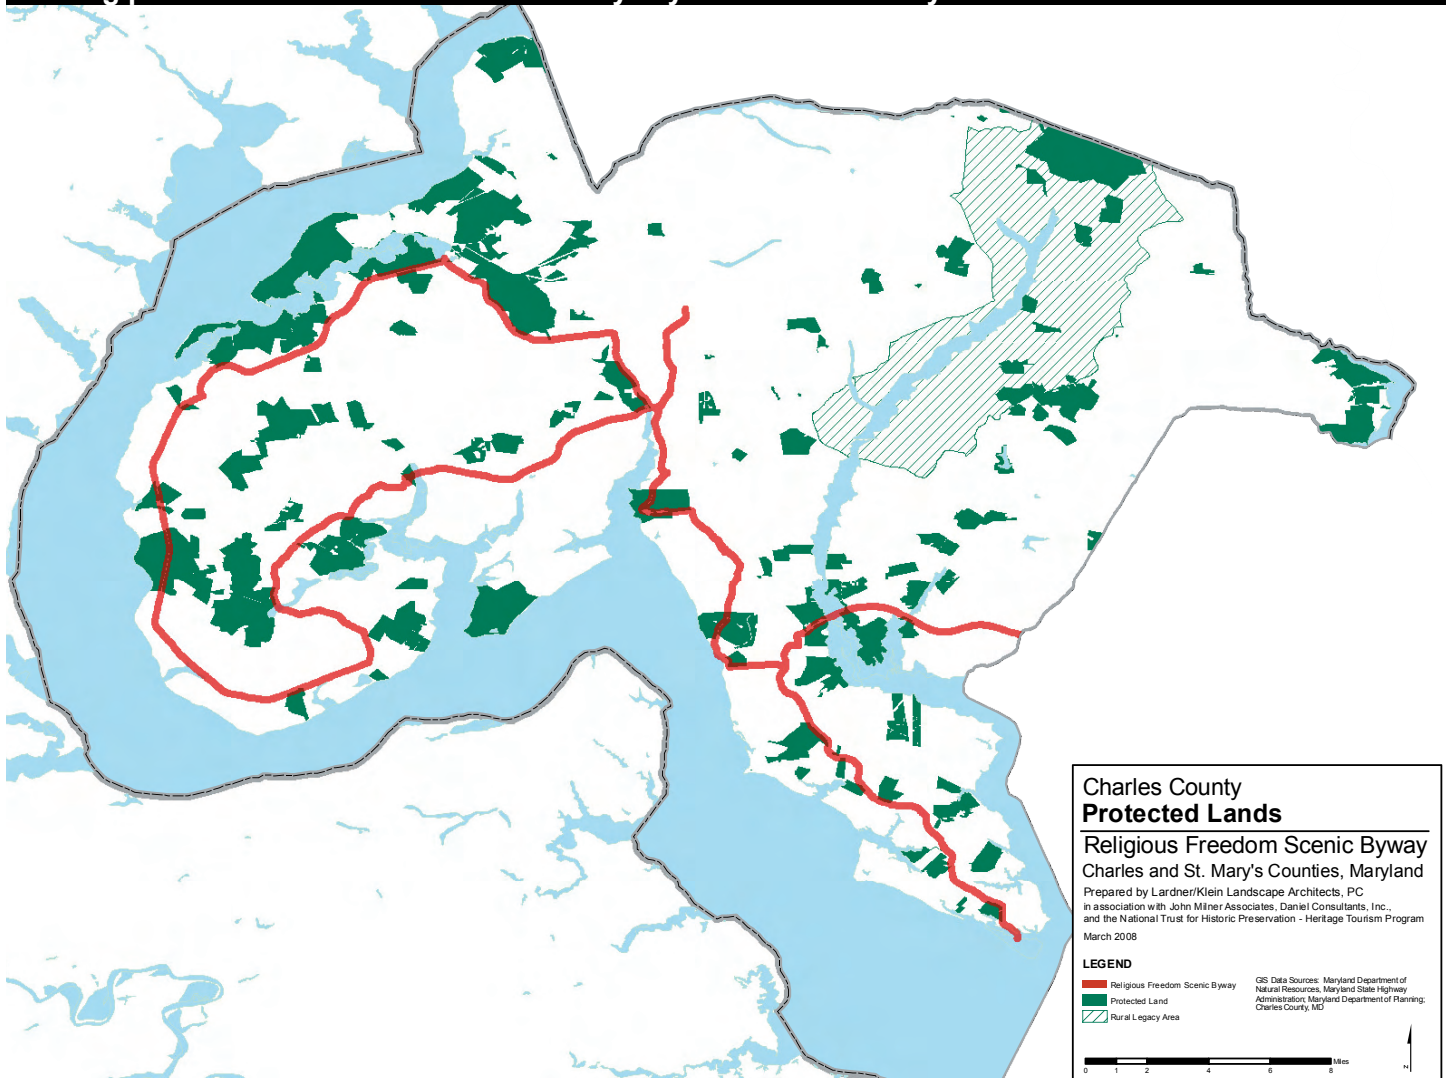 Charles County
Protected Lands
Religious Freedom Scenic Byway
Charles and St. Mary's Counties, Maryland
Prepared by Lardner/Klein Landscape Architects, PC
in association with John Milner Associates, Daniel Consultants, Inc.,
and the National Trust for Historic Preservation - Heritage Tourism Program
March 2008
LEGEND
Religious Freedom Scenic Byway
Protected Land
Rural Legacy Area
GIS Data Sources: Maryland Department of
Natural Resources, Maryland State Highway
Administration; Maryland Department of Planning;
Charles County, MD
Miles
0 1 2 4 6 8
N